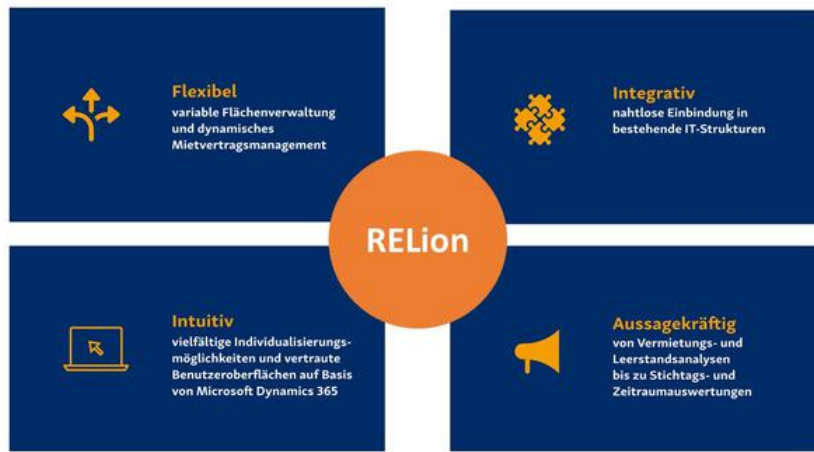 Flexibel
variable Flächenverwaltung
und dynamisches
Mietvertragsmanagement
Integrativ
nahtlose Einbindung in
bestehende IT-Strukturen
RELion
Intuitiv
vielfältige Individualisierungs-
möglichkeiten und vertraute
Benutzeroberflächen auf Basis
von Microsoft Dynamics 365
Aussagekräftig
von Vermietungs- und
Leerstandsanalysen
bis zu Stichtags- und
Zeitraumauswertungen